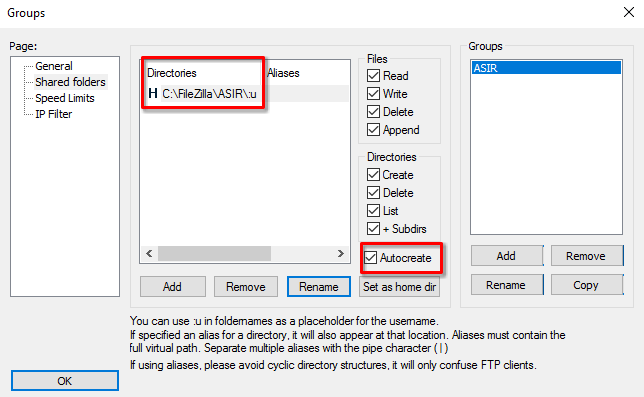 Groups
Page:
General
Shared folders
Speed Limits
IP Filter
Directories Aliases
H C:\FileZilla\ASIR\:u
Files
Read
Write
Delete
Append
Directories
Create
Delete
List
+ Subdirs
Autocreate
Add Remove Rename Set as home dir
Groups
ASIR
Add Remove
Rename Copy
You can use :u in foldernames as a placeholder for the username.
If specified an alias for a directory, it will also appear at that location. Aliases must contain the
full virtual path. Separate multiple aliases with the pipe character ( | )
If using aliases, please avoid cyclic directory structures, it will only confuse FTP clients.
OK